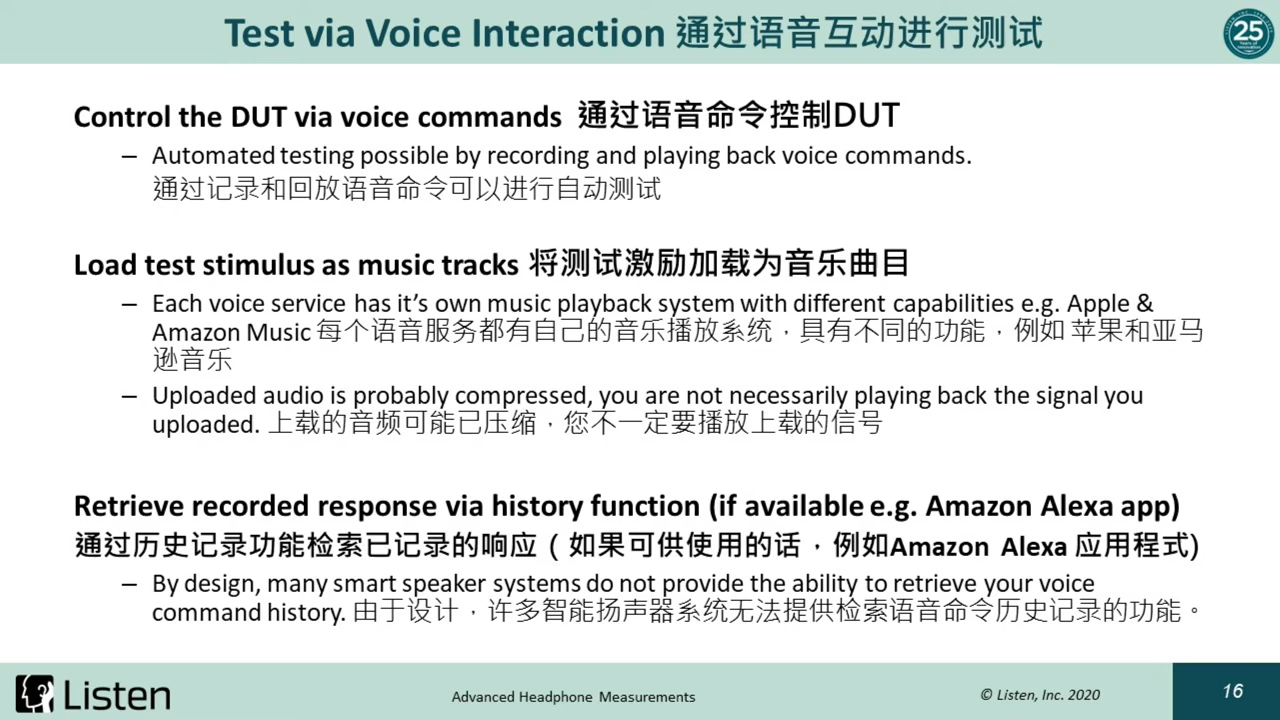 Test via Voice Interaction 通过语音互动进行测试
25
Control the DUT via voice commands 通过语音命令控制DUT
– Automated testing possible by recording and playing back voice commands.
通过记录和回放语音命令可以进行自动测试
Load test stimulus as music tracks 将测试激励加载为音乐曲目
– Each voice service has it's own music playback system with different capabilities e.g. Apple &
Amazon Music 每个语音服务都有自己的音乐播放系统，具有不同的功能，例如 苹果和亚马
逊音乐
– Uploaded audio is probably compressed, you are not necessarily playing back the signal you
uploaded. 上载的音频可能已压缩，您不一定要播放上载的信号
Retrieve recorded response via history function (if available e.g. Amazon Alexa app)
通过历史记录功能检索已记录的响应（如果可供使用的话，例如Amazon Alexa 应用程式)
– By design, many smart speaker systems do not provide the ability to retrieve your voice
command history. 由于设计，许多智能扬声器系统无法提供检索语音命令历史记录的功能。
Listen
Advanced Headphone Measurements
© Listen, Inc. 2020
16